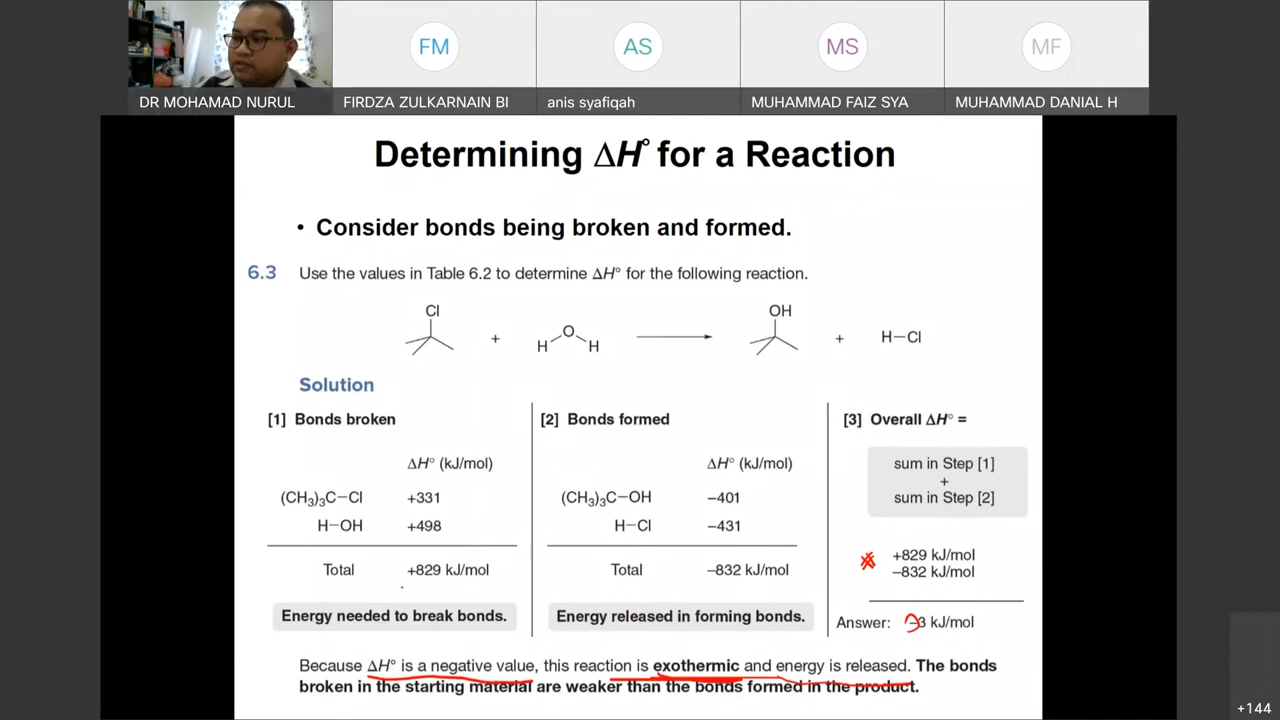 FM
AS
MS
MF
DR MOHAMAD NURUL
FIRDZA ZULKARNAIN BI
anis syafiqah
MUHAMMAD FAIZ SYA
MUHAMMAD DANIAL H
Determining ΔH° for a Reaction
• Consider bonds being broken and formed.
6.3 Use the values in Table 6.2 to determine ΔH° for the following reaction.
Cl
+
H O H
OH
+
H–Cl
Solution
[1] Bonds broken
ΔH° (kJ/mol)
(CH₃)₃C–Cl +331
H–OH +498
Total +829 kJ/mol
Energy needed to break bonds.
[2] Bonds formed
ΔH° (kJ/mol)
(CH₃)₃C–OH –401
H–Cl –431
Total –832 kJ/mol
Energy released in forming bonds.
[3] Overall ΔH° =
sum in Step [1]
+
sum in Step [2]
+829 kJ/mol
–832 kJ/mol
Answer: –3 kJ/mol
Because ΔH° is a negative value, this reaction is exothermic and energy is released. The bonds
broken in the starting material are weaker than the bonds formed in the product.
+144